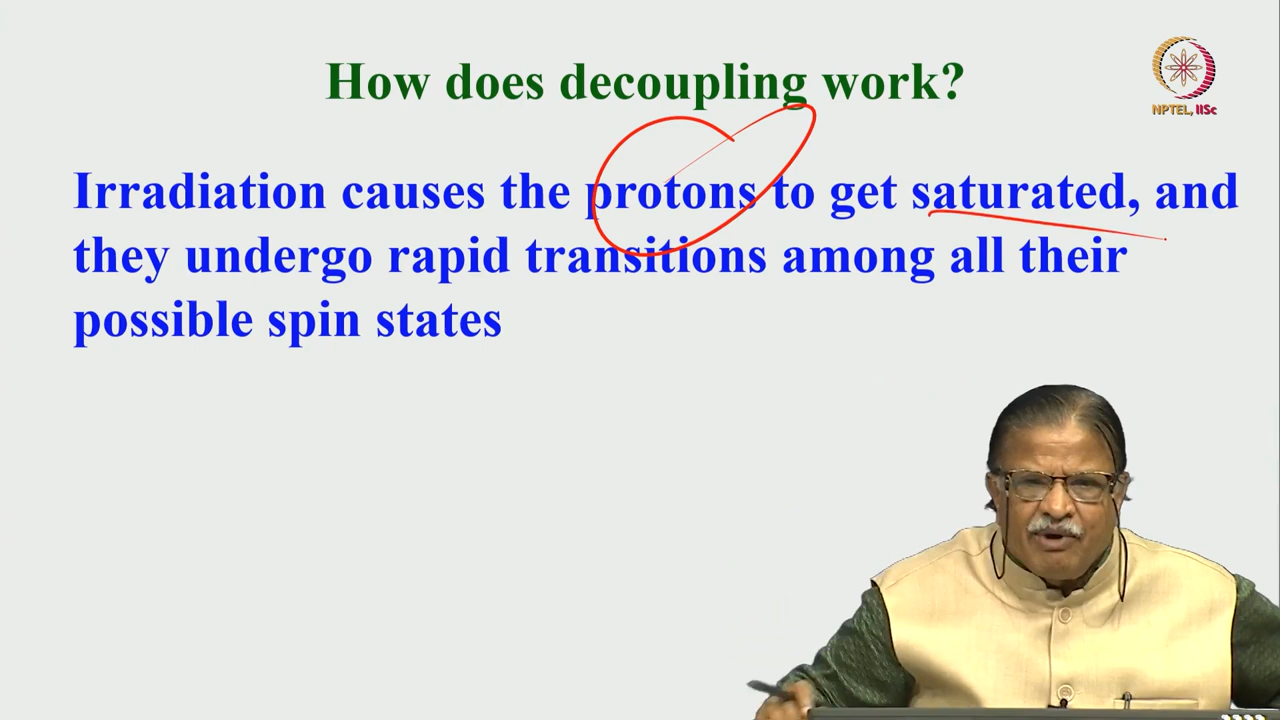 How does decoupling work?
NPTEL, IISc
Irradiation causes the protons to get saturated, and
they undergo rapid transitions among all their
possible spin states